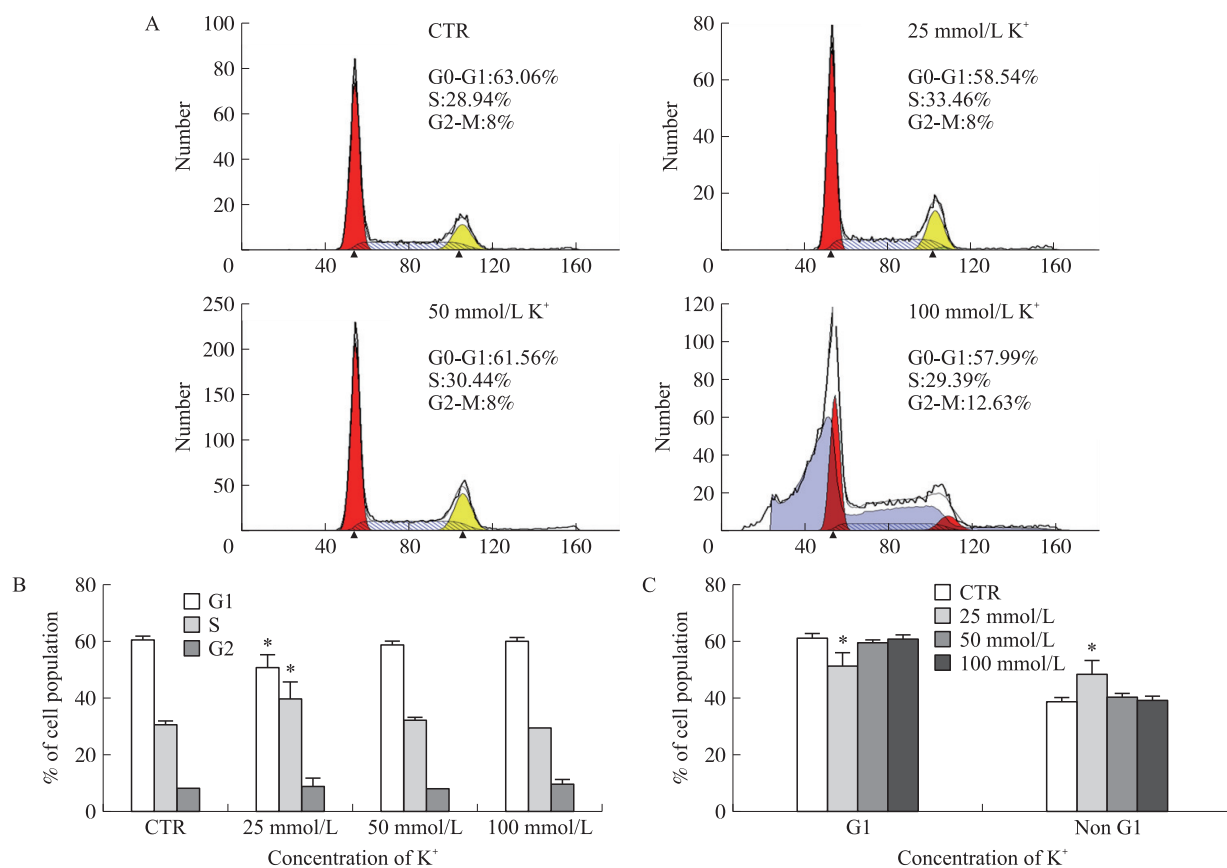 A
CTR
G0-G1:63.06%
S:28.94%
G2-M:8%
Number
100
80
60
40
20
0
40
80
120
160
25 mmol/L K⁺
G0-G1:58.54%
S:33.46%
G2-M:8%
Number
80
60
40
20
0
40
80
120
160
50 mmol/L K⁺
G0-G1:61.56%
S:30.44%
G2-M:8%
Number
250
200
150
100
50
0
40
80
120
160
100 mmol/L K⁺
G0-G1:57.99%
S:29.39%
G2-M:12.63%
Number
120
100
80
60
40
20
0
40
80
120
160
B
% of cell population
80
60
40
20
0
G1
S
G2
* *
CTR
25 mmol/L
50 mmol/L
100 mmol/L
Concentration of K⁺
C
% of cell population
80
60
40
20
0
CTR
25 mmol/L
50 mmol/L
100 mmol/L
* *
G1
Non G1
Concentration of K⁺